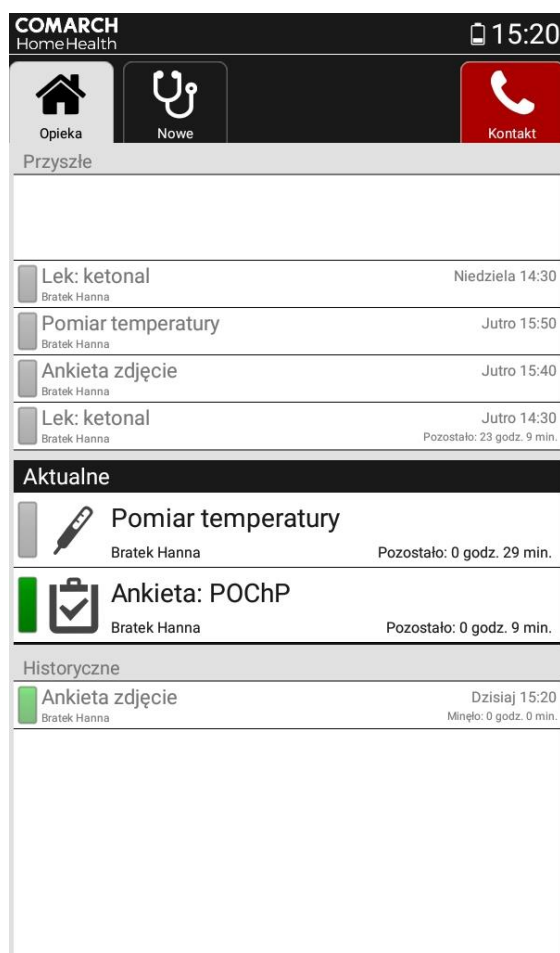 COMARCH
HomeHealth
15:20
Opieka
Nowe
Kontakt
Przyszłe
Lek: ketonal
Niedziela 14:30
Bratek Hanna
Pomiar temperatury
Jutro 15:50
Bratek Hanna
Ankieta zdjęcie
Jutro 15:40
Bratek Hanna
Lek: ketonal
Jutro 14:30
Bratek Hanna
Pozostało: 23 godz. 9 min.
Aktualne
Pomiar temperatury
Bratek Hanna
Pozostało: 0 godz. 29 min.
Ankieta: POChP
Bratek Hanna
Pozostało: 0 godz. 9 min.
Historyczne
Ankieta zdjęcie
Dzisiaj 15:20
Bratek Hanna
Minęło: 0 godz. 0 min.